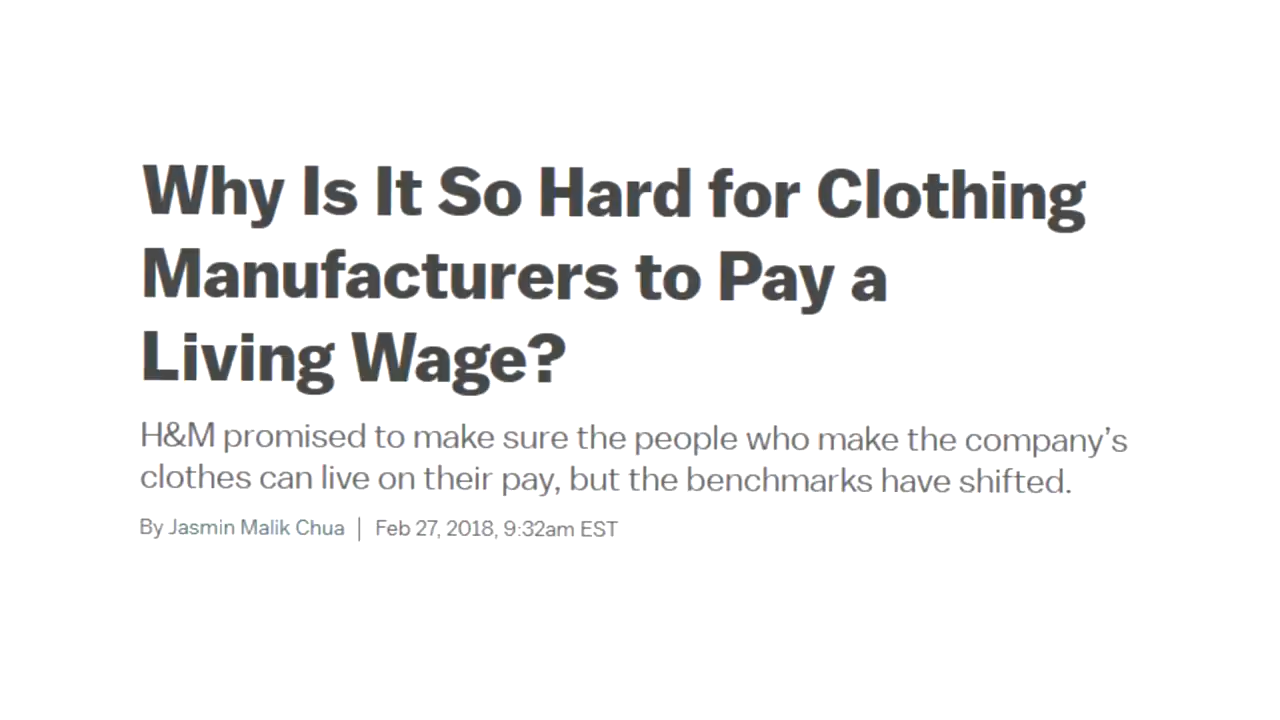 Why Is It So Hard for Clothing
Manufacturers to Pay a
Living Wage?
H&M promised to make sure the people who make the company's
clothes can live on their pay, but the benchmarks have shifted.
By Jasmin Malik Chua | Feb 27, 2018, 9:32am EST